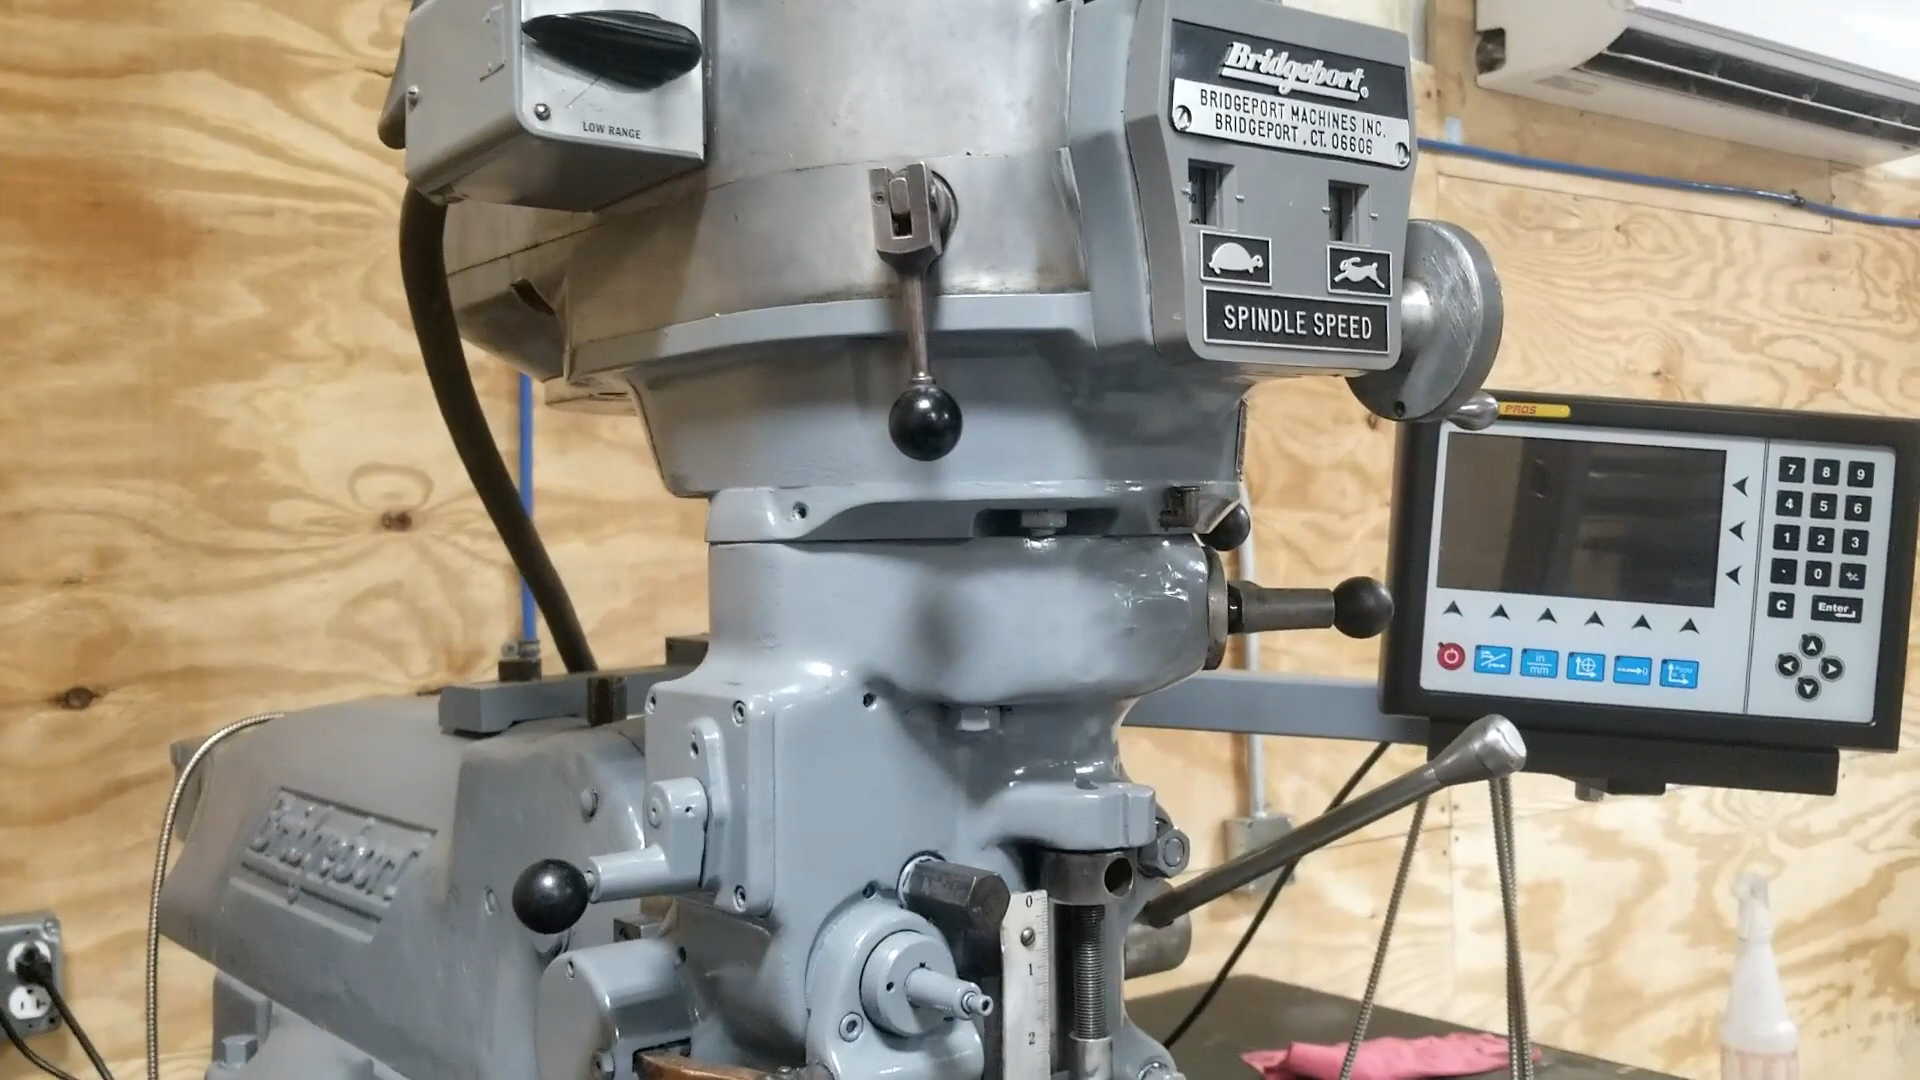 LOW RANGE
Bridgeport®
BRIDGEPORT MACHINES INC.
BRIDGEPORT, CT. 06606
SPINDLE SPEED
PROS
7 8 9
4 5 6
1 2 3
. 0 +/-
C Enter
in
mm
Bridgeport
0
1
2